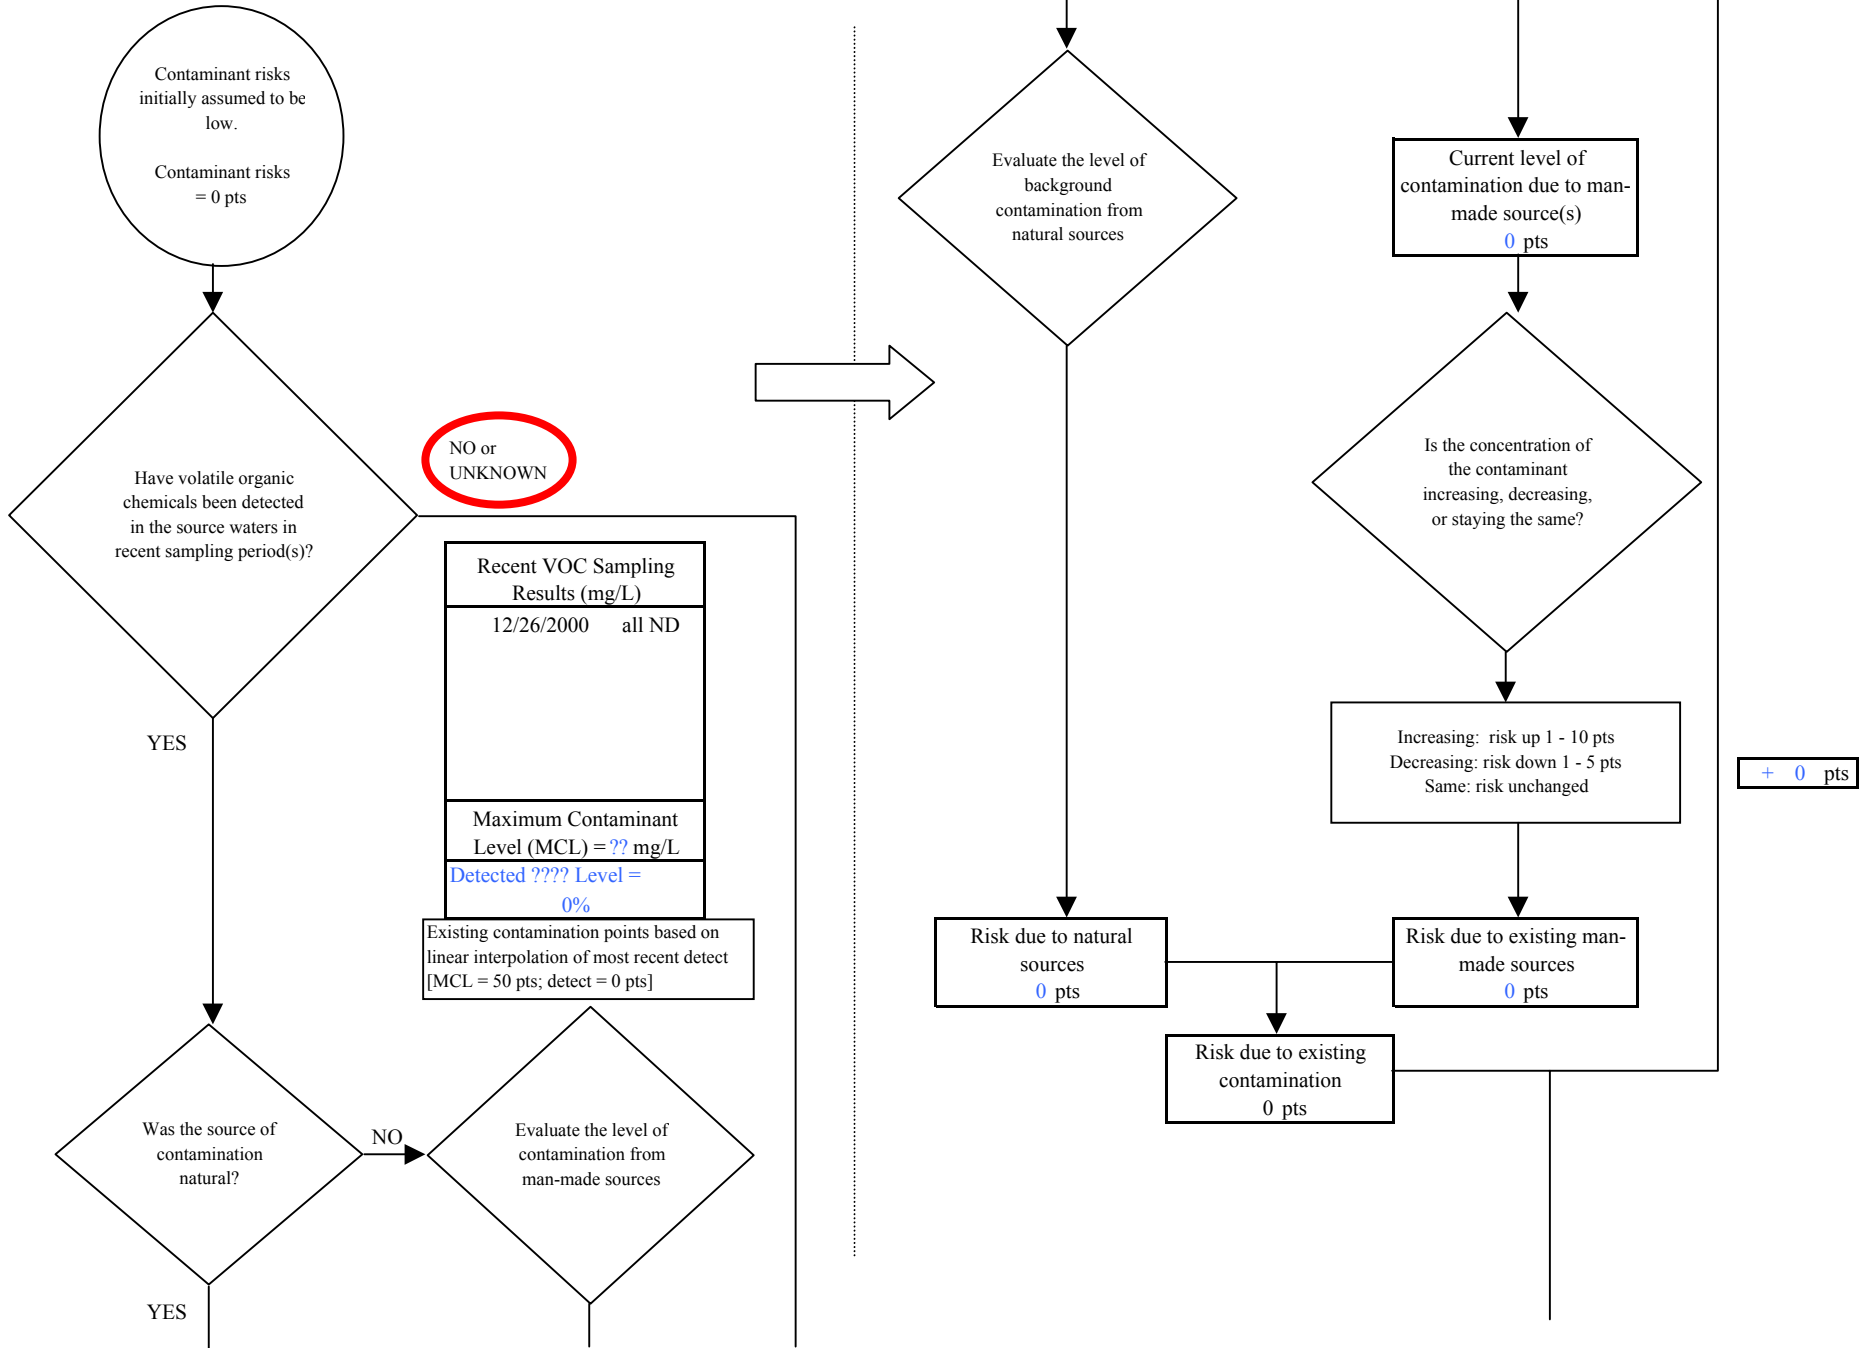 Contaminant risks
initially assumed to be
low.
Contaminant risks
= 0 pts
Have volatile organic
chemicals been detected
in the source waters in
recent sampling period(s)?
NO or
UNKNOWN
YES
Recent VOC Sampling
Results (mg/L)
12/26/2000 all ND
Maximum Contaminant
Level (MCL) = ?? mg/L
Detected ???? Level =
0%
Existing contamination points based on
linear interpolation of most recent detect
[MCL = 50 pts; detect = 0 pts]
Was the source of
contamination
natural?
NO
Evaluate the level of
contamination from
man-made sources
YES
Evaluate the level of
background
contamination from
natural sources
Current level of
contamination due to man-
made source(s)
0 pts
Is the concentration of
the contaminant
increasing, decreasing,
or staying the same?
Increasing: risk up 1 - 10 pts
Decreasing: risk down 1 - 5 pts
Same: risk unchanged
+ 0 pts
Risk due to natural
sources
0 pts
Risk due to existing man-
made sources
0 pts
Risk due to existing
contamination
0 pts